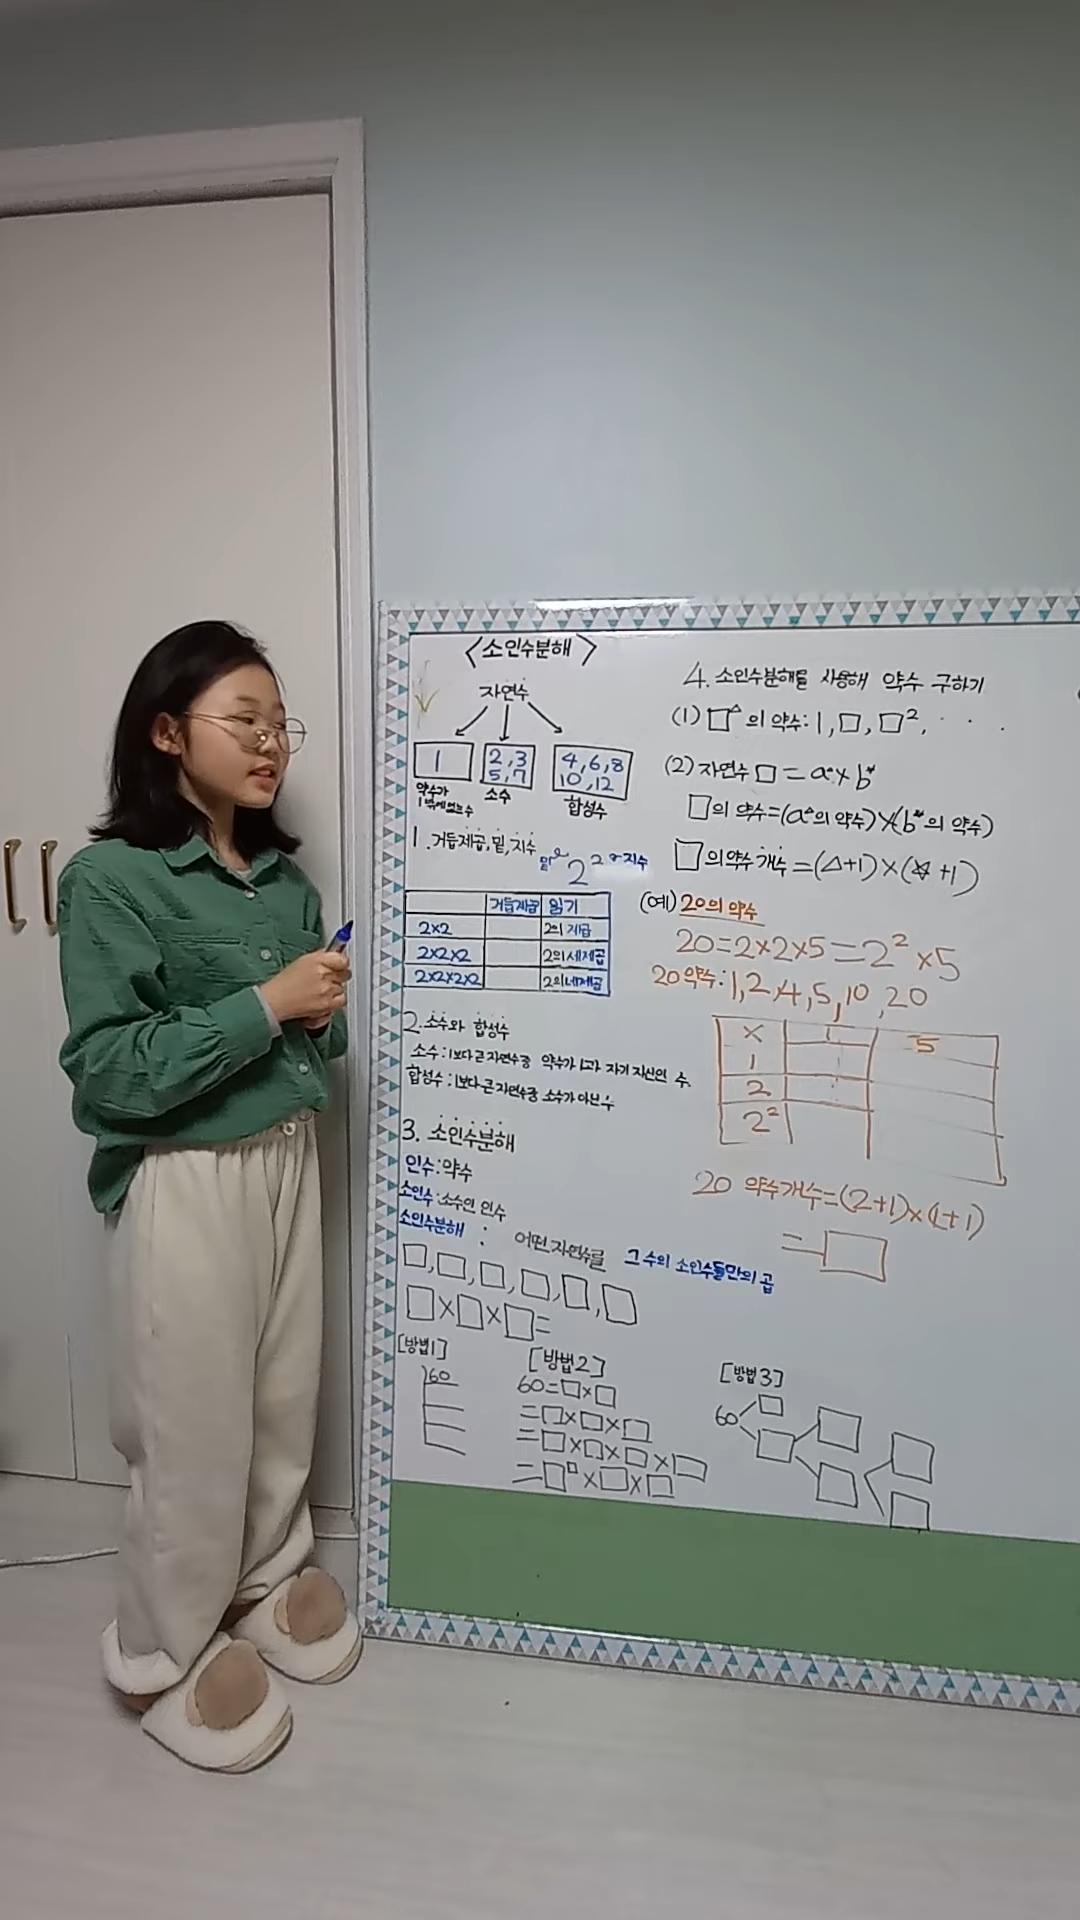 <소인수분해>
자연수
1
2, 3
5, 7
4, 6, 8
10, 12
약수가
1밖에 없는 수
소수
합성수
1. 거듭제곱, 밑, 지수
밑 2² 지수
거듭제곱 읽기
2×2 2의 제곱
2×2×2 2의 세제곱
2×2×2×2 2의 네제곱
2. 소수와 합성수
소수 : 1보다 큰 자연수중 약수가 1과 자기 자신인 수.
합성수 : 1보다 큰 자연수중 소수가 아닌 수
3. 소인수분해
인수 : 약수
소인수 : 소수인 인수
소인수분해 : 어떤 자연수를 그 수의 소인수들만의 곱
□, □, □, □, □, □
□×□×□=
[방법1]
60
[방법2]
60=□×□
=□×□×□
=□×□×□×□
=□^□×□×□
[방법3]
60
4. 소인수분해를 사용해 약수 구하기
(1) □^△의 약수: 1, □, □², · · ·
(2) 자연수 □=a^△×b^☆
□의 약수=(a^△의 약수)×(b^☆의 약수)
□의 약수 개수=(△+1)×(☆+1)
(예) 20의 약수
20=2×2×5=2²×5
20 약수: 1, 2, 4, 5, 10, 20
× 1 5
1
2
2²
20 약수 개수=(2+1)×(1+1)
=□